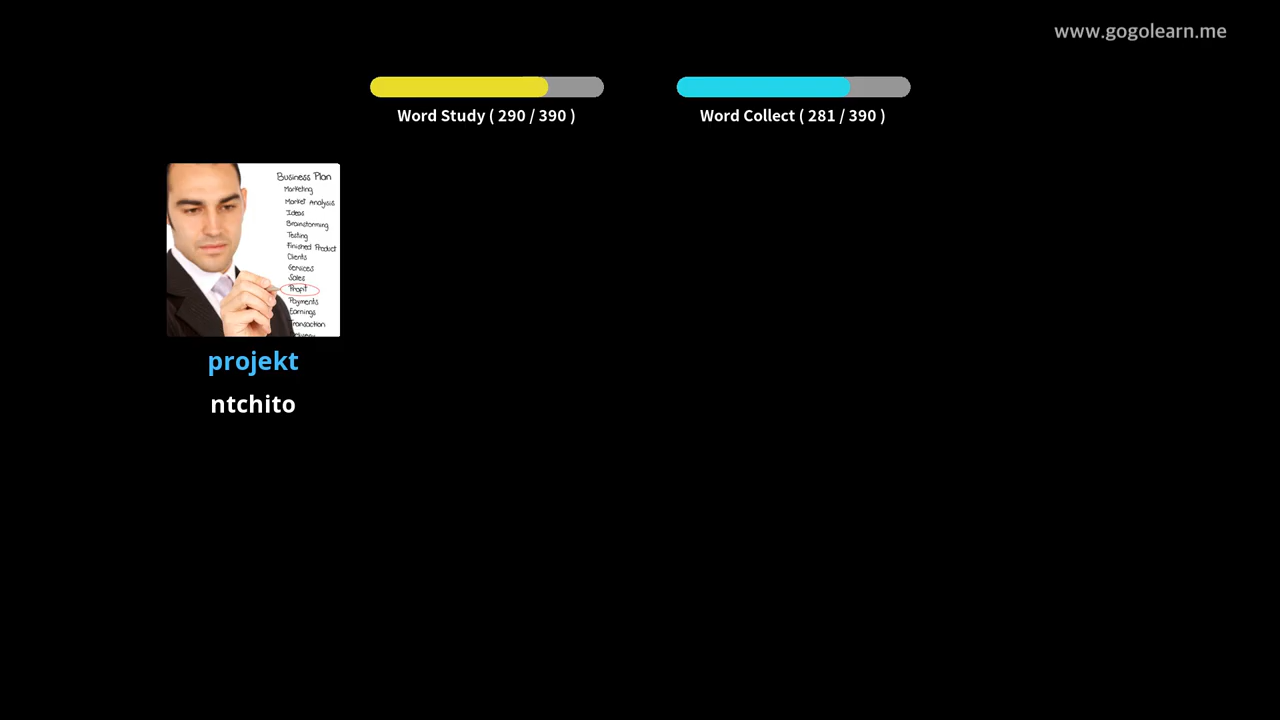 www.gogolearn.me
Word Study ( 290 / 390 )
Word Collect ( 281 / 390 )
Business Plan
Marketing
Market Analysis
Ideas
Brainstorming
Testing
Finished Product
Clients
Services
Sales
Profit
Payments
Earnings
Transaction
Delivery
projekt
ntchito